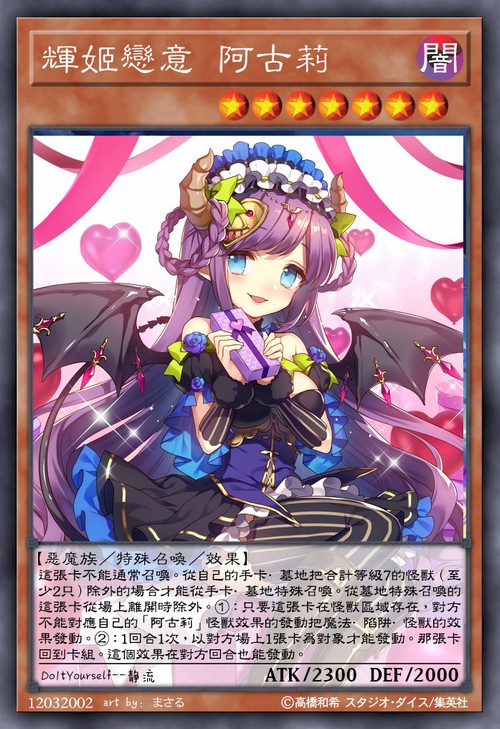 輝姬戀意 阿古莉
闇
【惡魔族／特殊召喚／效果】
這張卡不能通常召喚。從自己的手卡·墓地把合計等級7的怪獸（至
少2只）除外的場合才能從手卡·墓地特殊召喚。從墓地特殊召喚的
這張卡從場上離開時除外。①：只要這張卡在怪獸區域存在，對方
不能對應自己的「阿古莉」怪獸效果的發動把魔法·陷阱·怪獸的效
果發動。②：1回合1次，以對方場上1張卡為對象才能發動。那張卡
回到卡組。這個效果在對方回合也能發動。
DoItYourself--靜流
ATK/2300 DEF/2000
12032002 art by: まさる
©高橋和希 スタジオ・ダイス/集英社